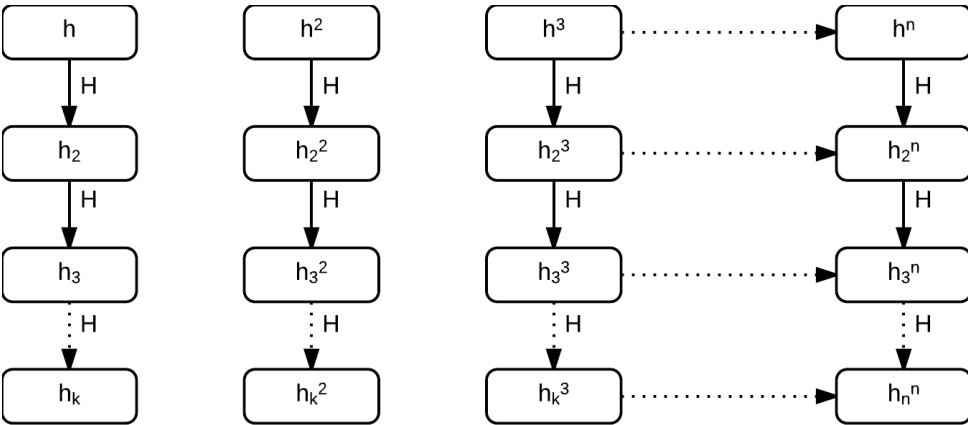 h h² h³ hⁿ
H H H H
h₂ h₂² h₂³ h₂ⁿ
H H H H
h₃ h₃² h₃³ h₃ⁿ
H H H H
hₖ hₖ² hₖ³ hₙⁿ